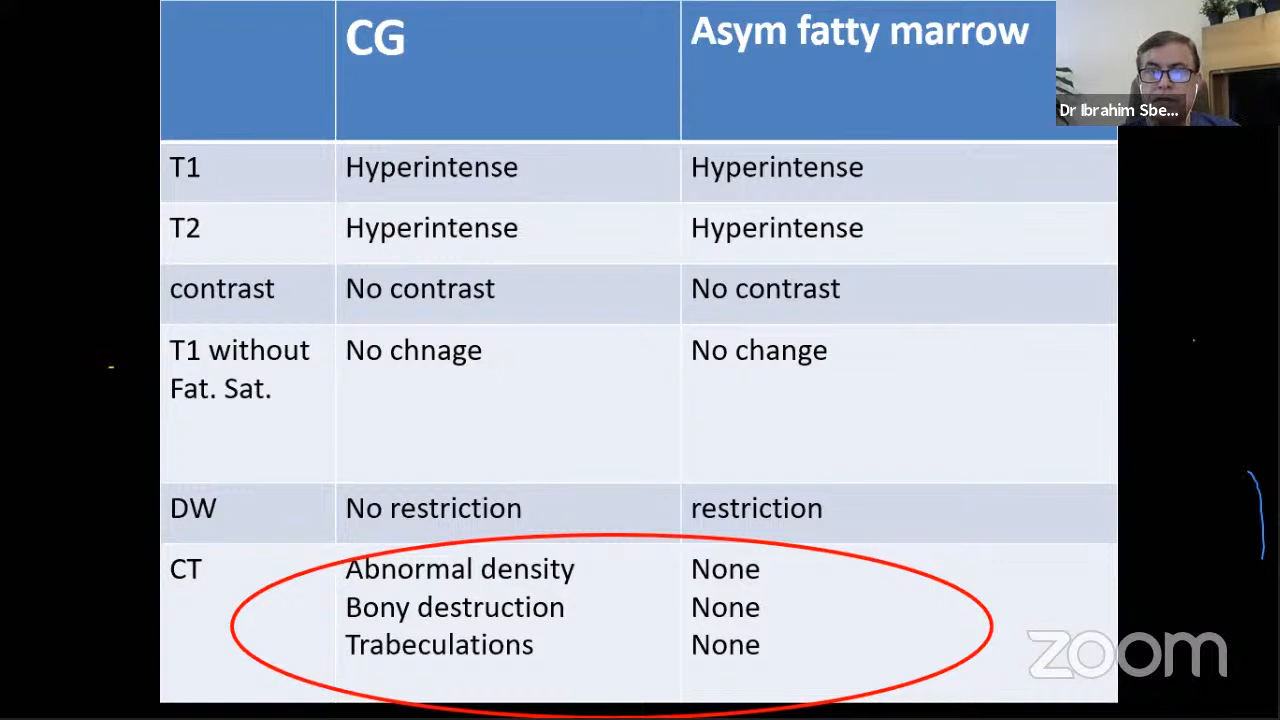 CG
Asym fatty marrow
Dr Ibrahim Sbe...
T1
Hyperintense
Hyperintense
T2
Hyperintense
Hyperintense
contrast
No contrast
No contrast
T1 without
Fat. Sat.
No chnage
No change
DW
No restriction
restriction
CT
Abnormal density
None
Bony destruction
None
Trabeculations
None
zoom